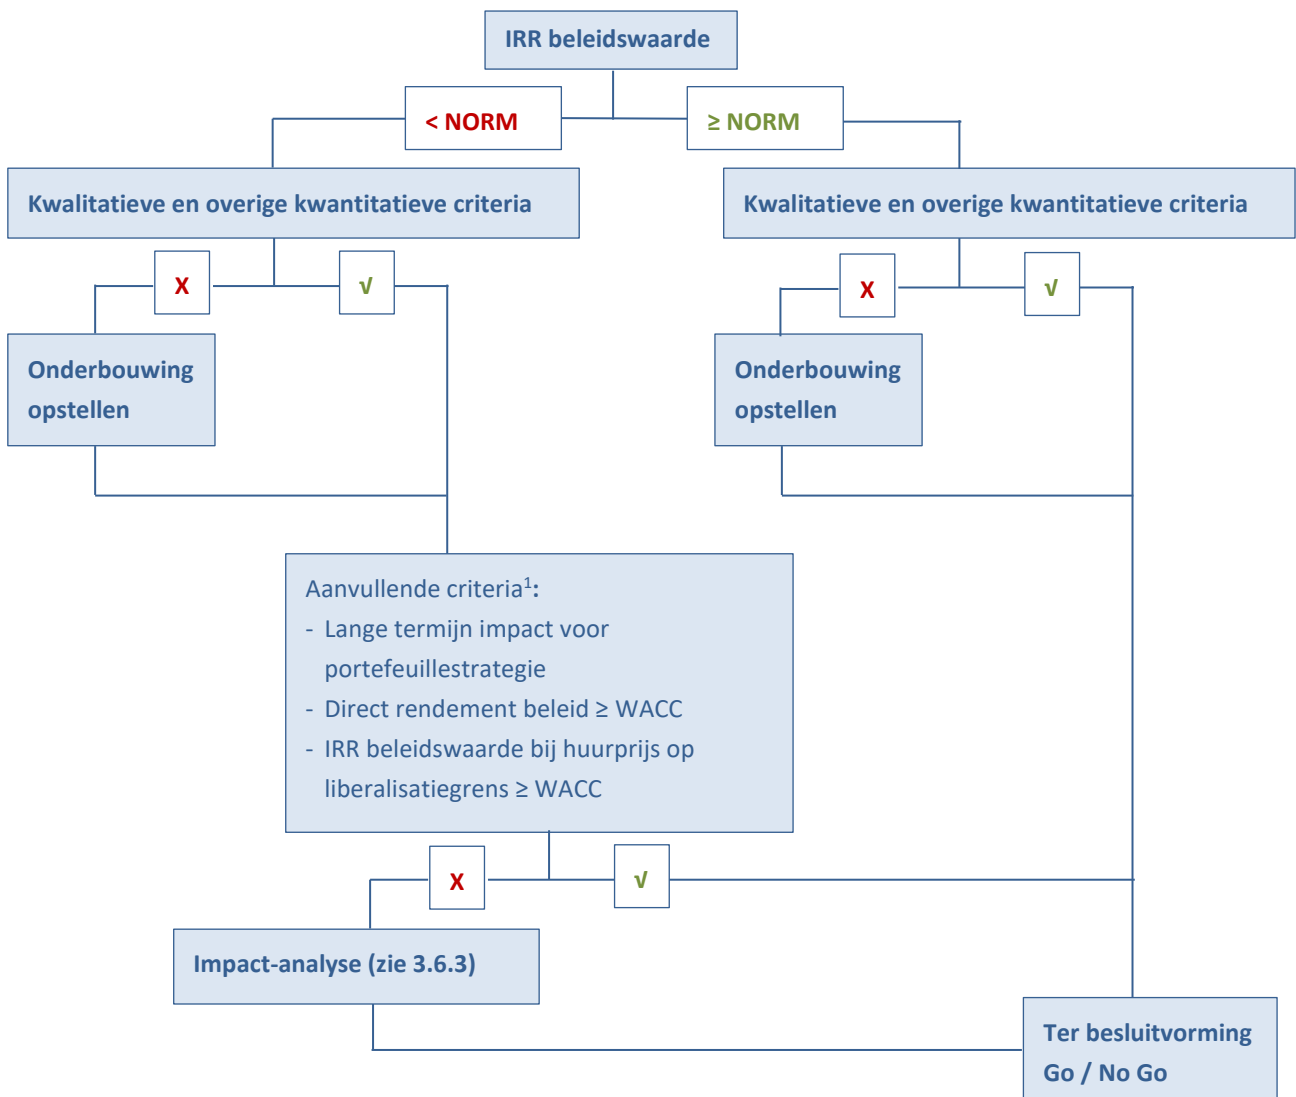 IRR beleidswaarde
< NORM
≥ NORM
Kwalitatieve en overige kwantitatieve criteria
Kwalitatieve en overige kwantitatieve criteria
X
√
X
√
Onderbouwing
opstellen
Onderbouwing
opstellen
Aanvullende criteria¹:
- Lange termijn impact voor
portefeuillestrategie
- Direct rendement beleid ≥ WACC
- IRR beleidswaarde bij huurprijs op
liberalisatiegrens ≥ WACC
X
√
Impact-analyse (zie 3.6.3)
Ter besluitvorming
Go / No Go